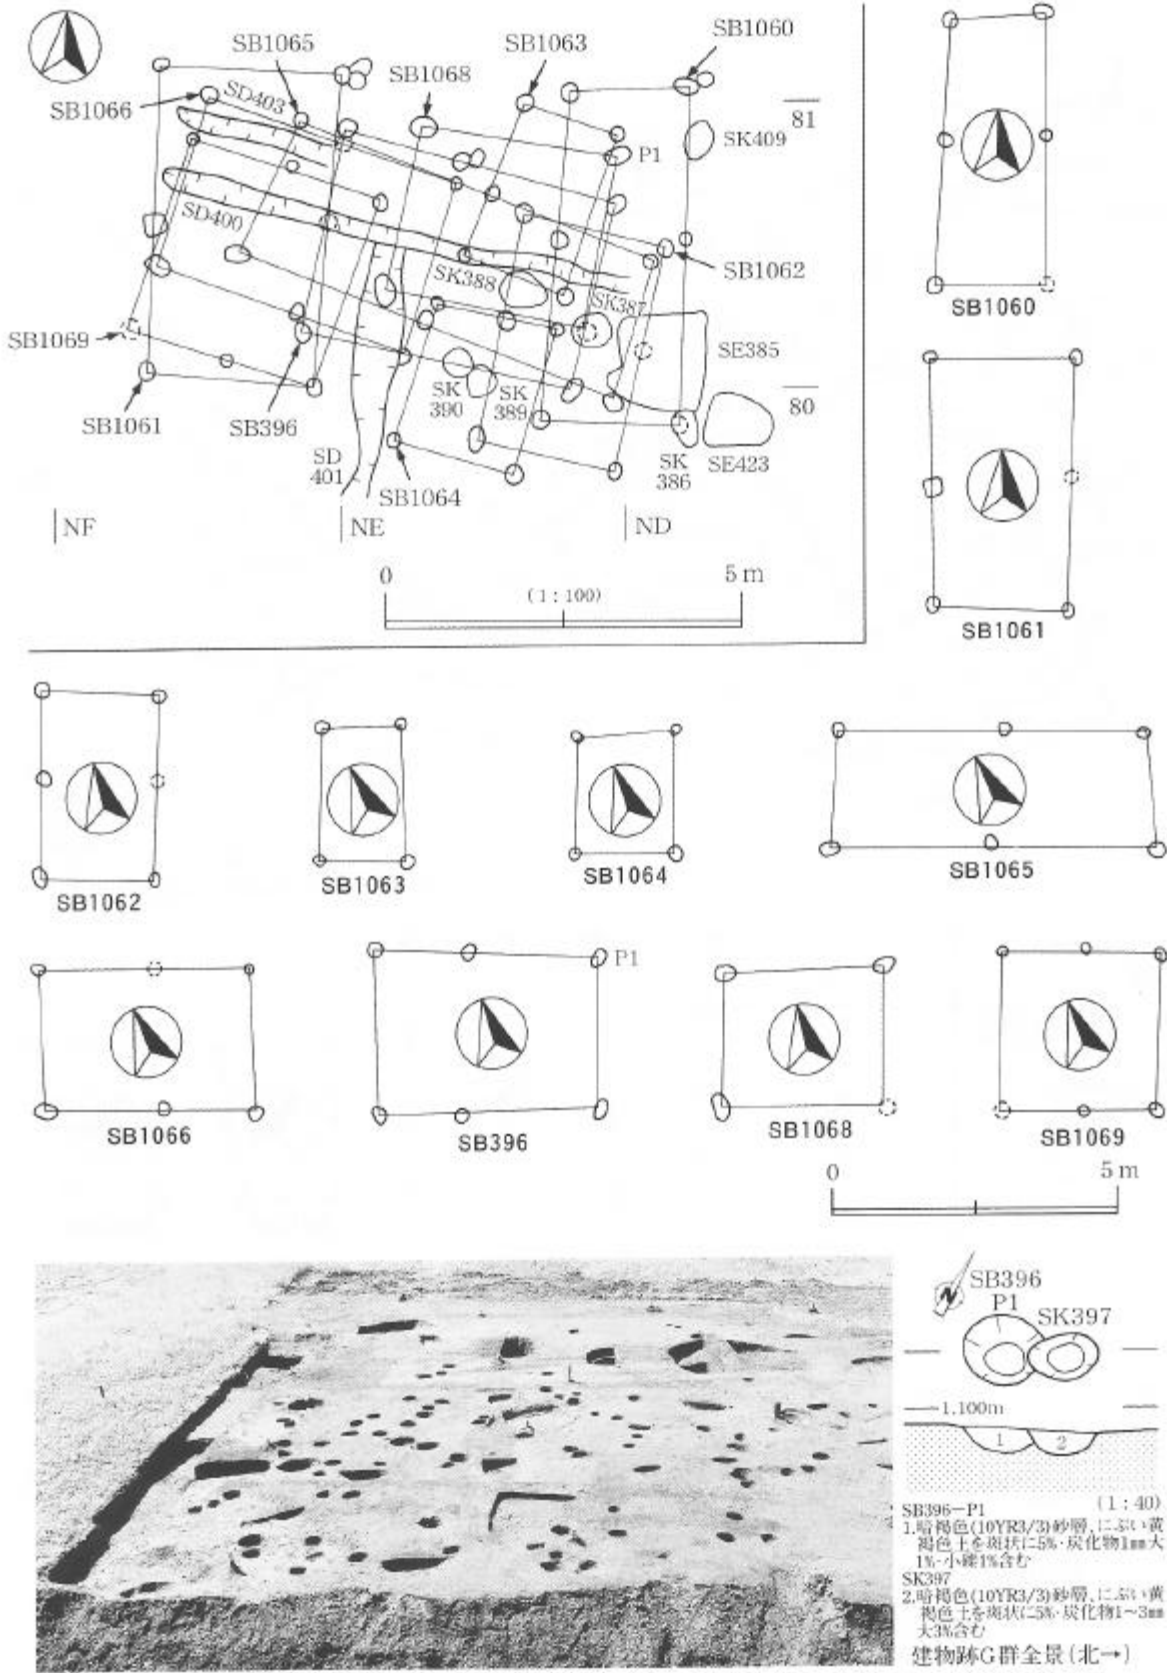 SB1065
SB1063
SB1060
SB1068
SB1066
SD403
81
SK409
P1
SD400
SK388
SB1062
SK387
SB1069
SE385
SK
390
SK
389
80
SB1061
SB396
SD
401
SK
386
SE423
SB1064
NF
NE
ND
0
5 m
(1:100)
SB1060
SB1061
SB1062
SB1063
SB1064
SB1065
P1
SB1066
SB396
SB1068
SB1069
0
5 m
SB396
P1
SK397
N
1.100m
1
2
(1:40)
SB396-P1
1.暗褐色(10YR3/3)砂層,にぶい黄
褐色土を斑状に5%·炭化物1㎜大
1%·小礫1%含む
SK397
2.暗褐色(10YR3/3)砂層,にぶい黄
褐色土を斑状に5%·炭化物1~3㎜
大3%含む
建物跡G群全景(北→)